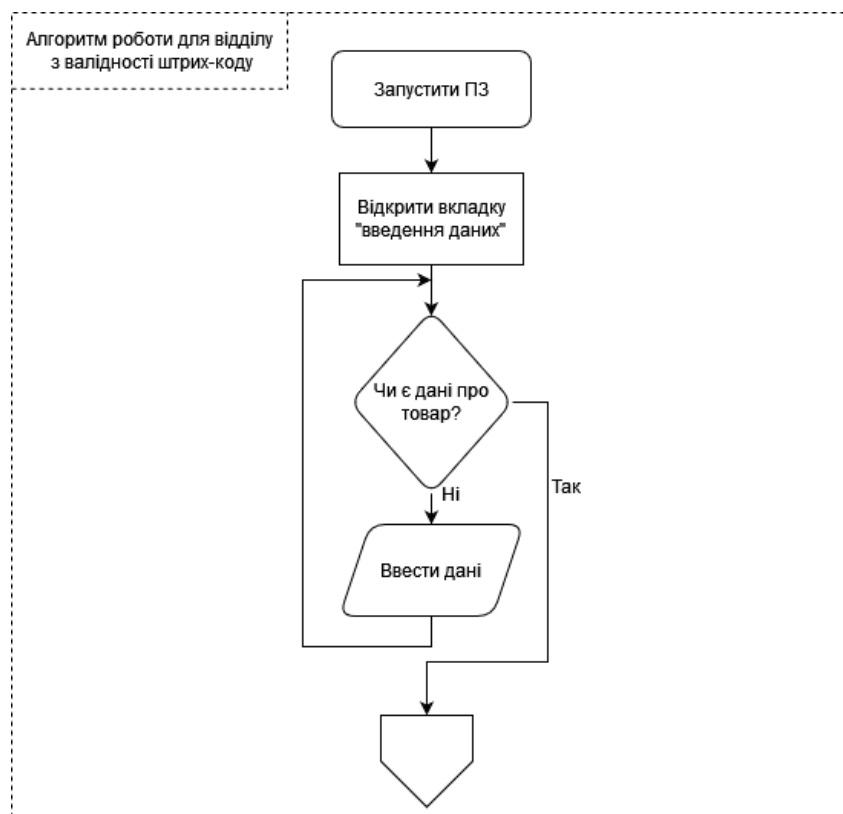 Алгоритм роботи для відділу
з валідності штрих-коду
Запустити ПЗ
Відкрити вкладку
"введення даних"
Чи є дані про
товар?
Ні
Так
Ввести дані